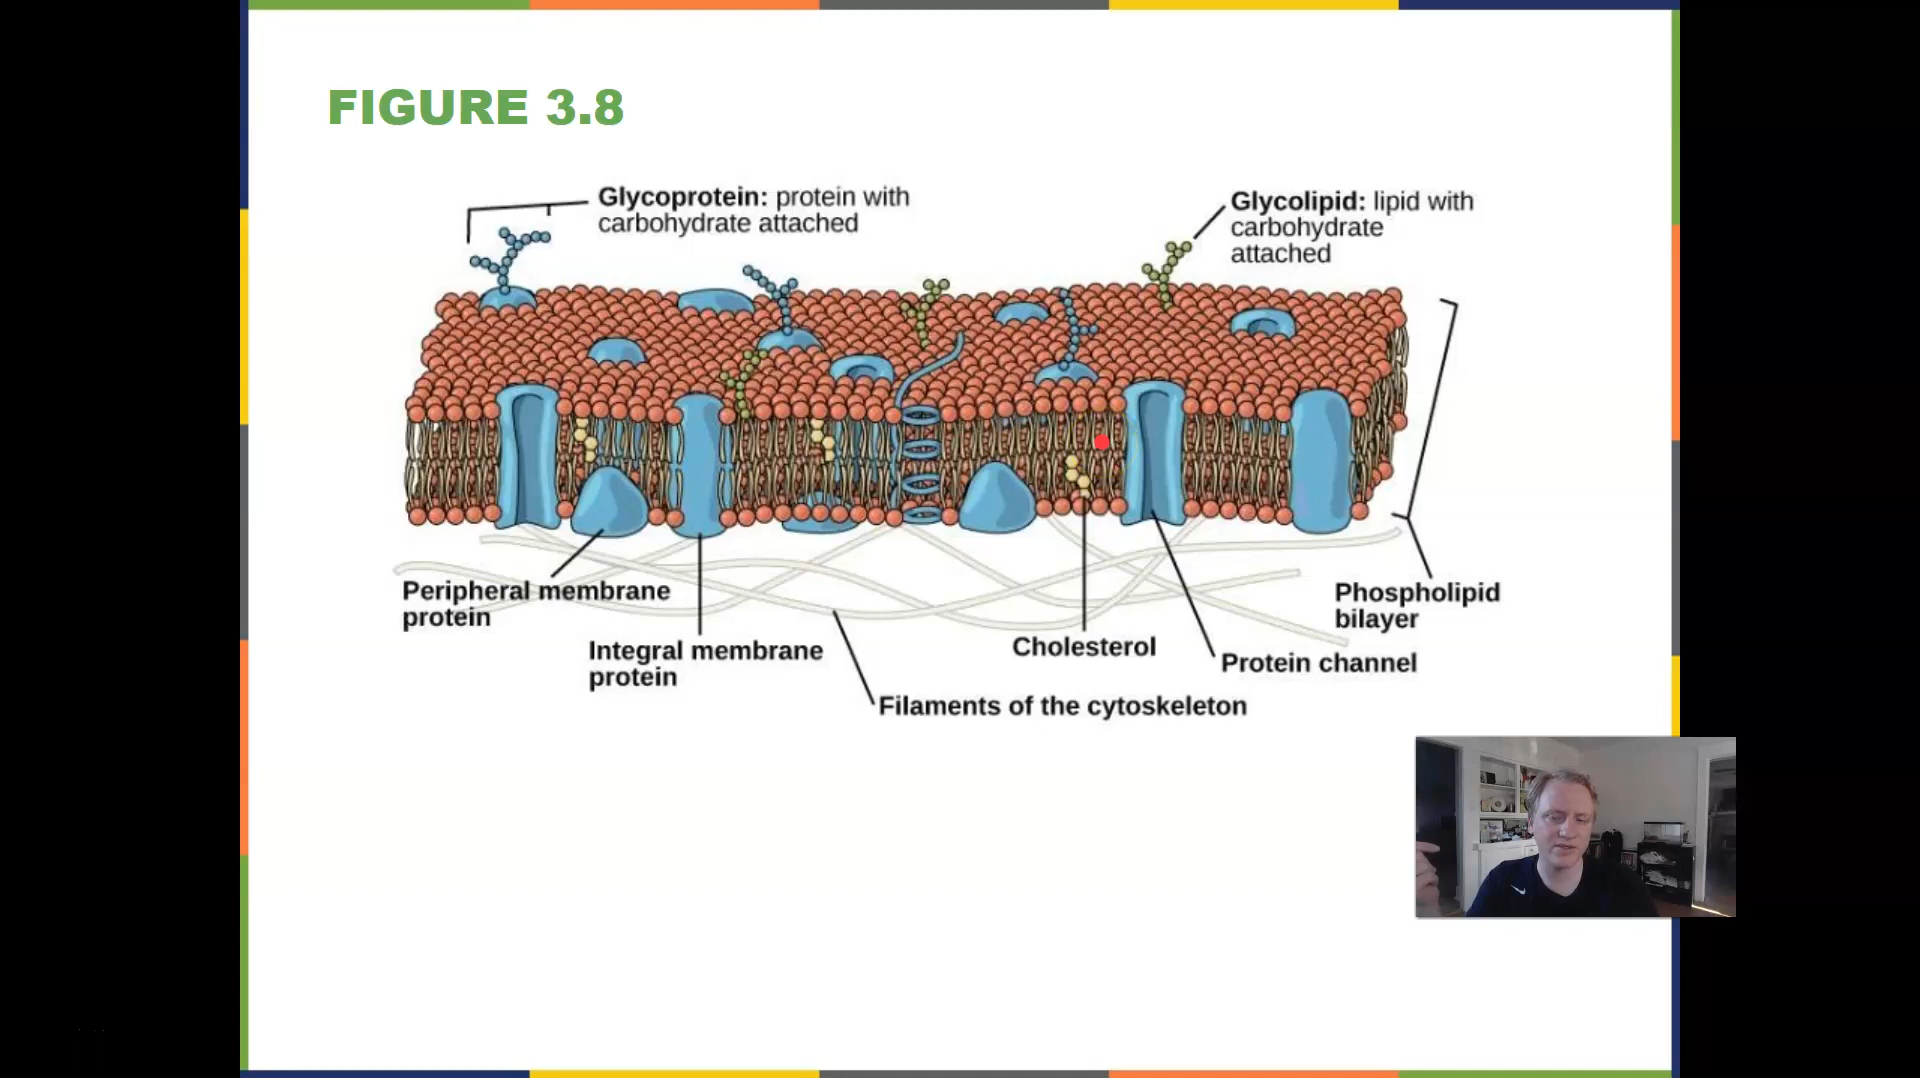 FIGURE 3.8
Glycoprotein: protein with
carbohydrate attached
Glycolipid: lipid with
carbohydrate
attached
Peripheral membrane
protein
Integral membrane
protein
Filaments of the cytoskeleton
Cholesterol
Protein channel
Phospholipid
bilayer